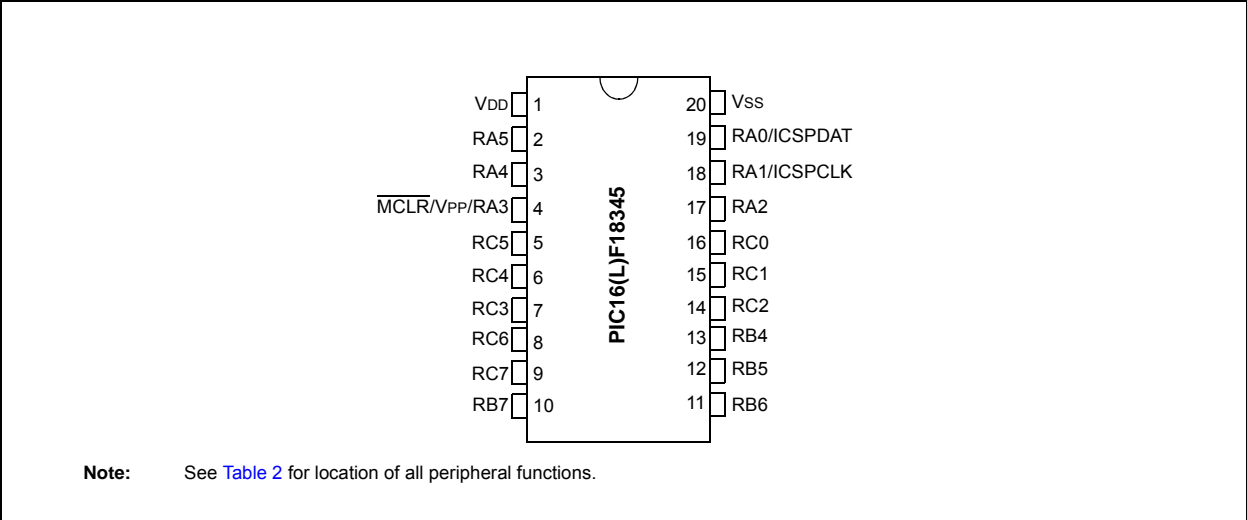 VDD 1 20 VSS
RA5 2 19 RA0/ICSPDAT
RA4 3 18 RA1/ICSPCLK
MCLR/VPP/RA3 4 17 RA2
RC5 5 16 RC0
RC4 6 15 RC1
RC3 7 14 RC2
RC6 8 13 RB4
RC7 9 12 RB5
RB7 10 11 RB6
PIC16(L)F18345
Note: See Table 2 for location of all peripheral functions.